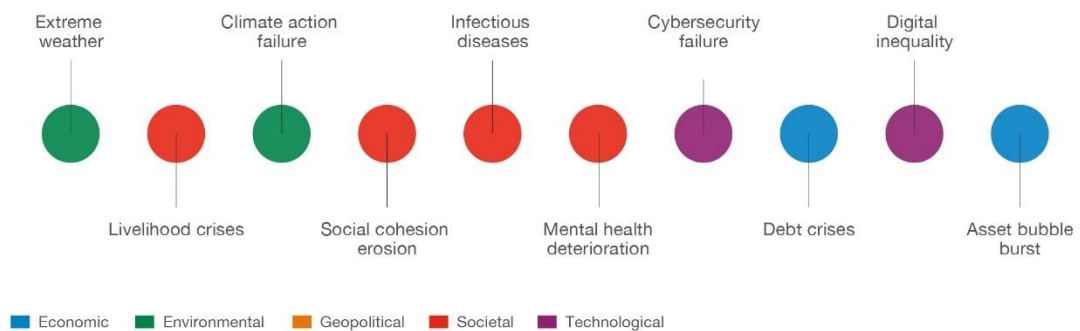 Extreme
weather
Climate action
failure
Infectious
diseases
Cybersecurity
failure
Digital
inequality
Livelihood crises
Social cohesion
erosion
Mental health
deterioration
Debt crises
Asset bubble
burst
Economic
Environmental
Geopolitical
Societal
Technological